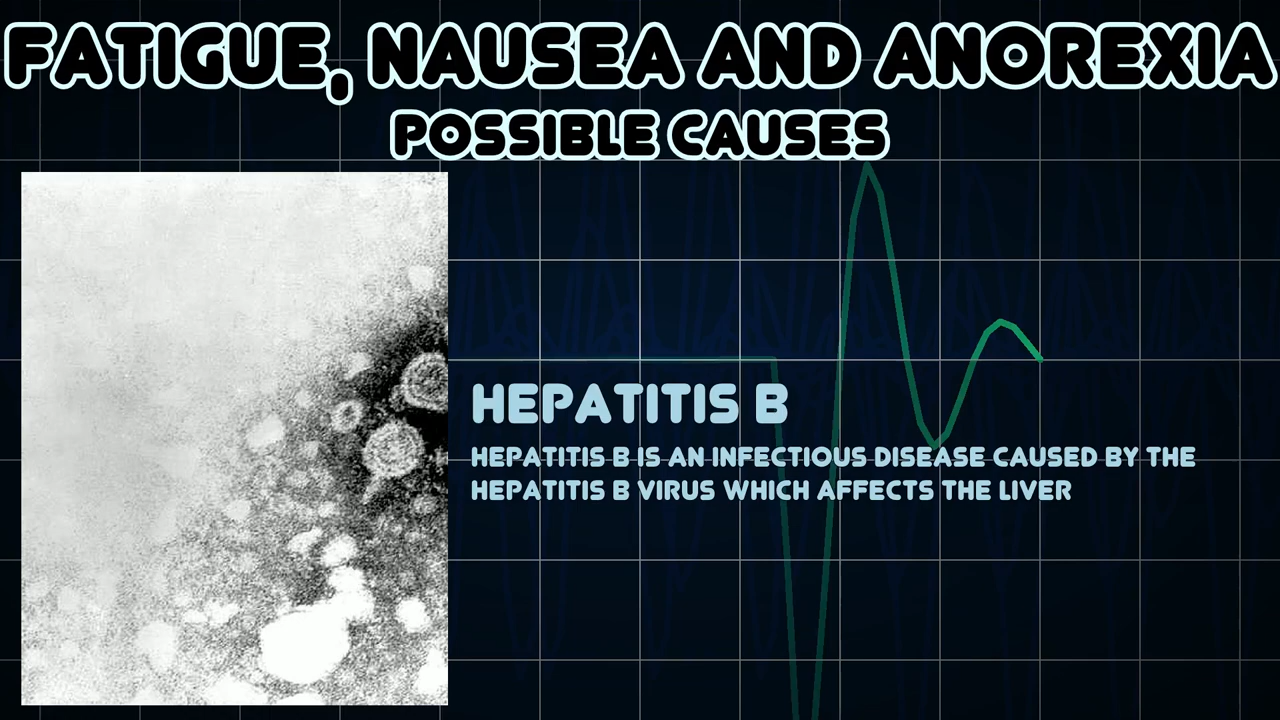 FATIGUE, NAUSEA AND ANOREXIA
POSSIBLE CAUSES
HEPATITIS B
HEPATITIS B IS AN INFECTIOUS DISEASE CAUSED BY THE
HEPATITIS B VIRUS WHICH AFFECTS THE LIVER